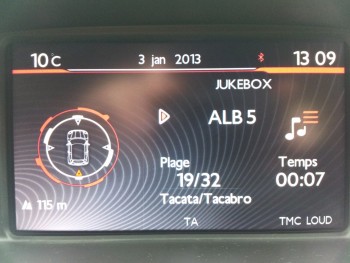 10°C 3 jan 2013 13 09
JUKEBOX
ALB 5
Plage Temps
19/32 00:07
Tacata/Tacabro
115 m
TA TMC LOUD